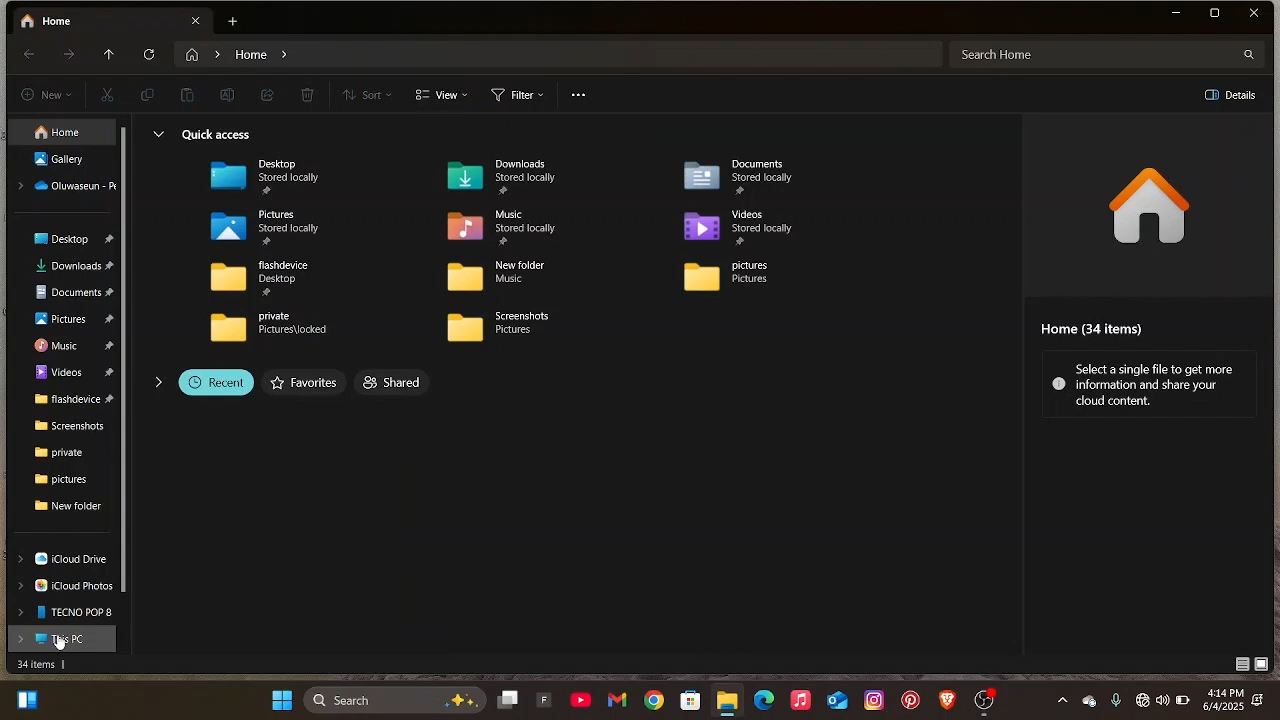 Home
Home
Search Home
New
Sort
View
Filter
Details
Home
Gallery
Oluwaseun - Pe
Desktop
Downloads
Documents
Pictures
Music
Videos
flashdevice
Screenshots
private
pictures
New folder
iCloud Drive
iCloud Photos
TECNO POP 8
This PC
Quick access
Desktop
Stored locally
Downloads
Stored locally
Documents
Stored locally
Pictures
Stored locally
Music
Stored locally
Videos
Stored locally
flashdevice
Desktop
New folder
Music
pictures
Pictures
private
Pictures\locked
Screenshots
Pictures
Recent
Favorites
Shared
Home (34 items)
Select a single file to get more
information and share your
cloud content.
34 items
Search
4:14 PM
6/4/2025